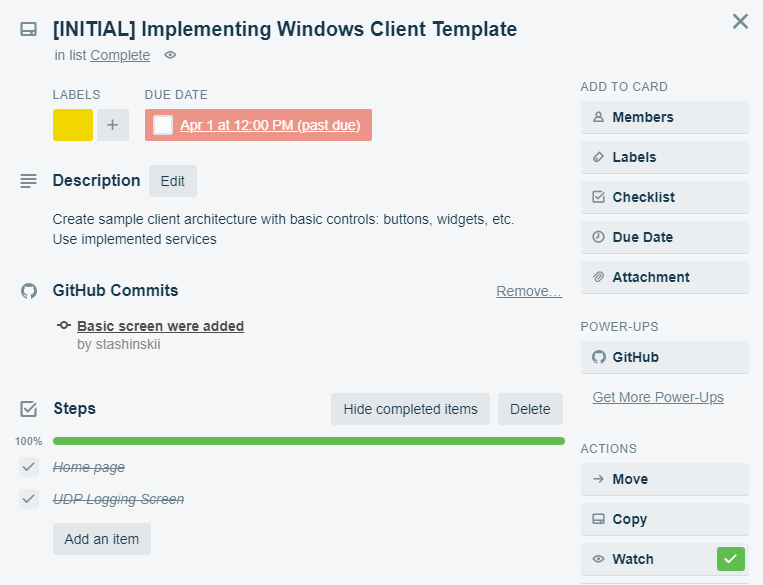 [INITIAL] Implementing Windows Client Template
in list Complete
LABELS
DUE DATE
+
Apr 1 at 12:00 PM (past due)
Description
Edit
Create sample client architecture with basic controls: buttons, widgets, etc.
Use implemented services
GitHub Commits
Remove…
Basic screen were added
by stashinskii
Steps
Hide completed items
Delete
100%
Home page
UDP Logging Screen
Add an item
ADD TO CARD
Members
Labels
Checklist
Due Date
Attachment
POWER-UPS
GitHub
Get More Power-Ups
ACTIONS
Move
Copy
Watch